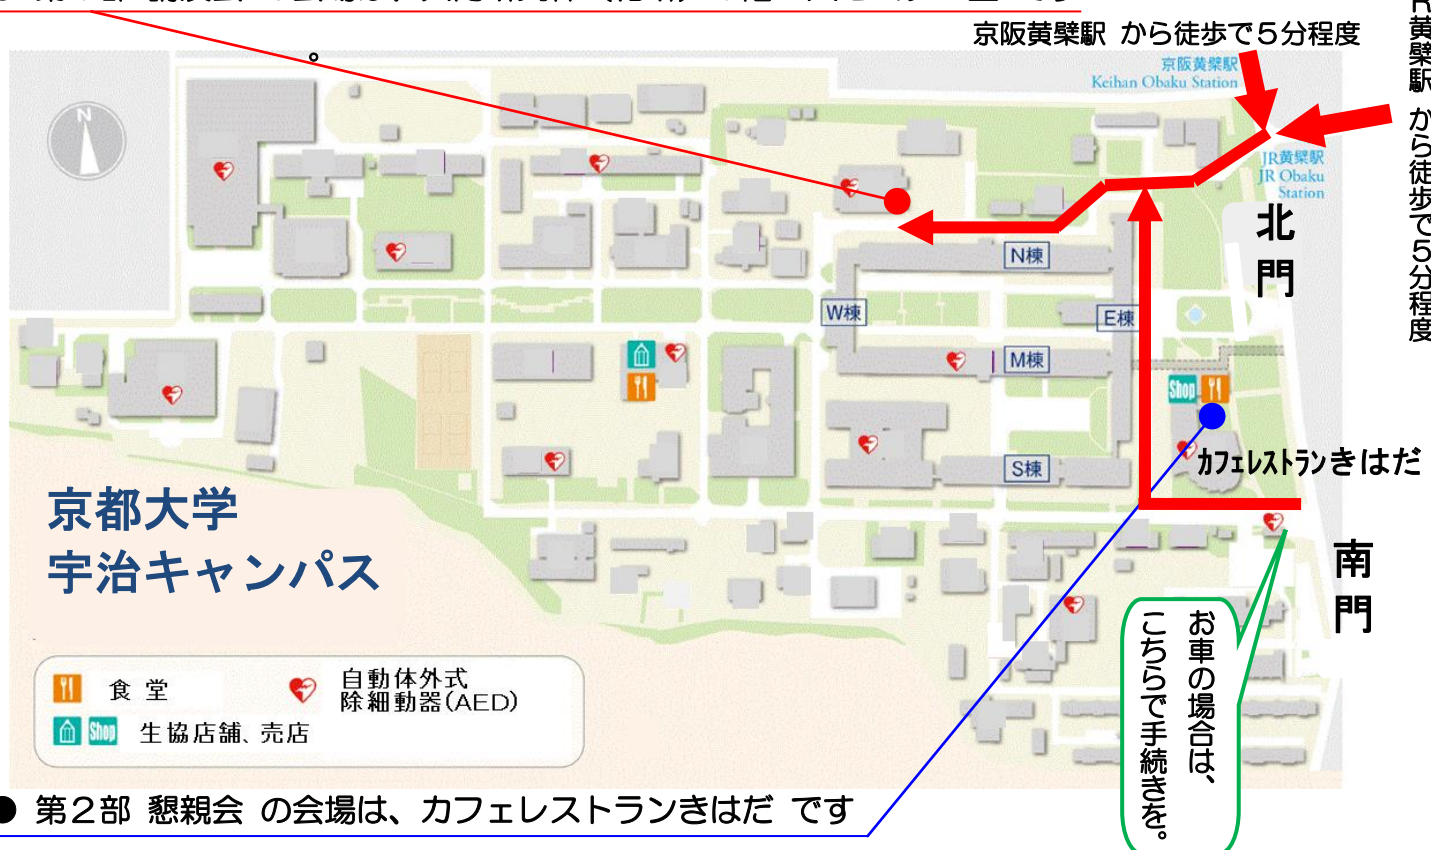 京阪黄檗駅 から徒歩で５分程度
黄檗駅 から徒歩で５分程度
京阪黄檗駅
Keihan Obaku Station
N
JR黄檗駅
JR Obaku
Station
北門
N棟
W棟
E棟
M棟
Shop
カフェレストランきはだ
S棟
京都大学
宇治キャンパス
南門
お車の場合は、
こちらで手続きを。
食堂
自動体外式
除細動器(AED)
Shop
生協店舗、売店
● 第２部 懇親会 の会場は、カフェレストランきはだ です